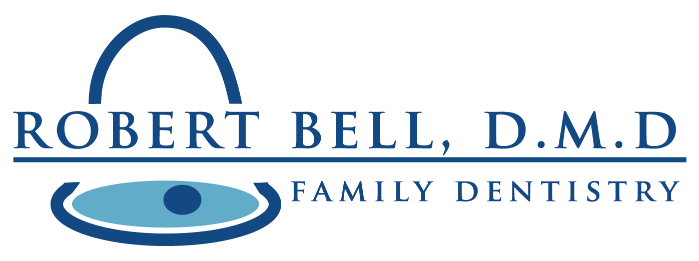 ROBERT BELL, D.M.D
FAMILY DENTISTRY